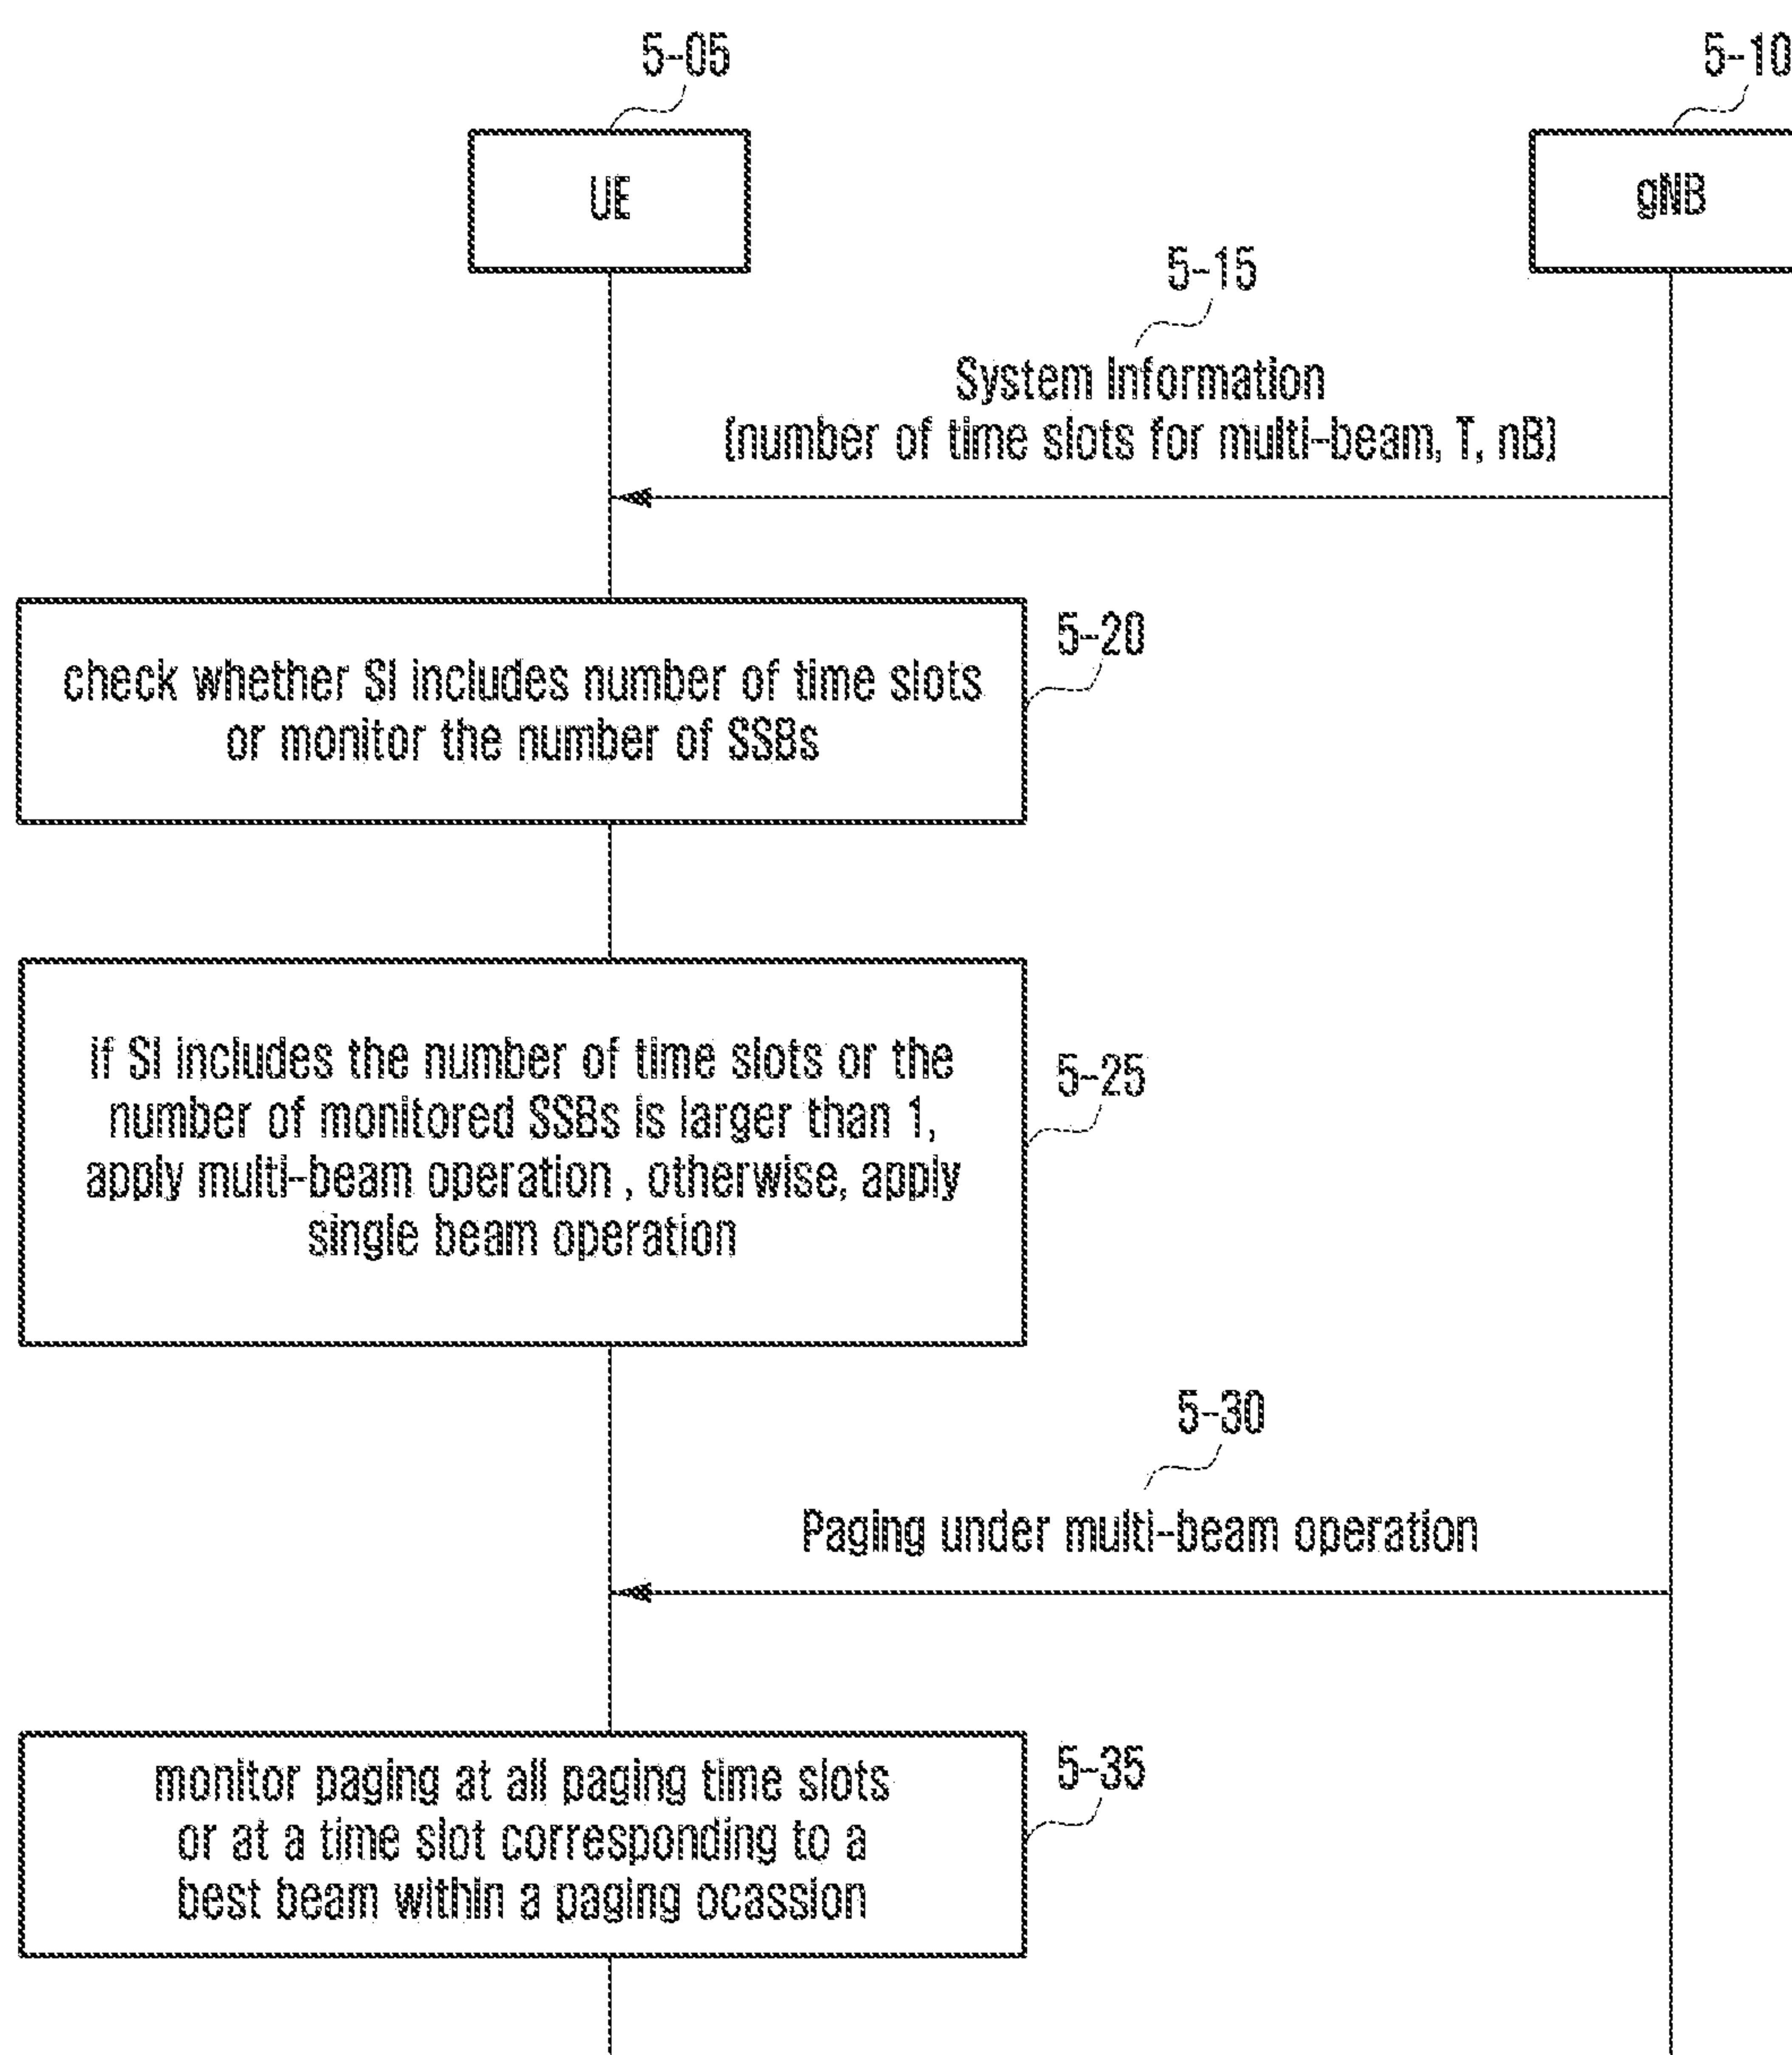 5-05
5-10
UE
gNB
5-15
System Information
(number of time slots for multi-beam, T, nB)
5-20
check whether SI includes number of time slots
or monitor the number of SSBs
5-25
if SI includes the number of time slots or the
number of monitored SSBs is larger than 1,
apply multi-beam operation , otherwise, apply
single beam operation
5-30
Paging under multi-beam operation
5-35
monitor paging at all paging time slots
or at a time slot corresponding to a
best beam within a paging ocassion